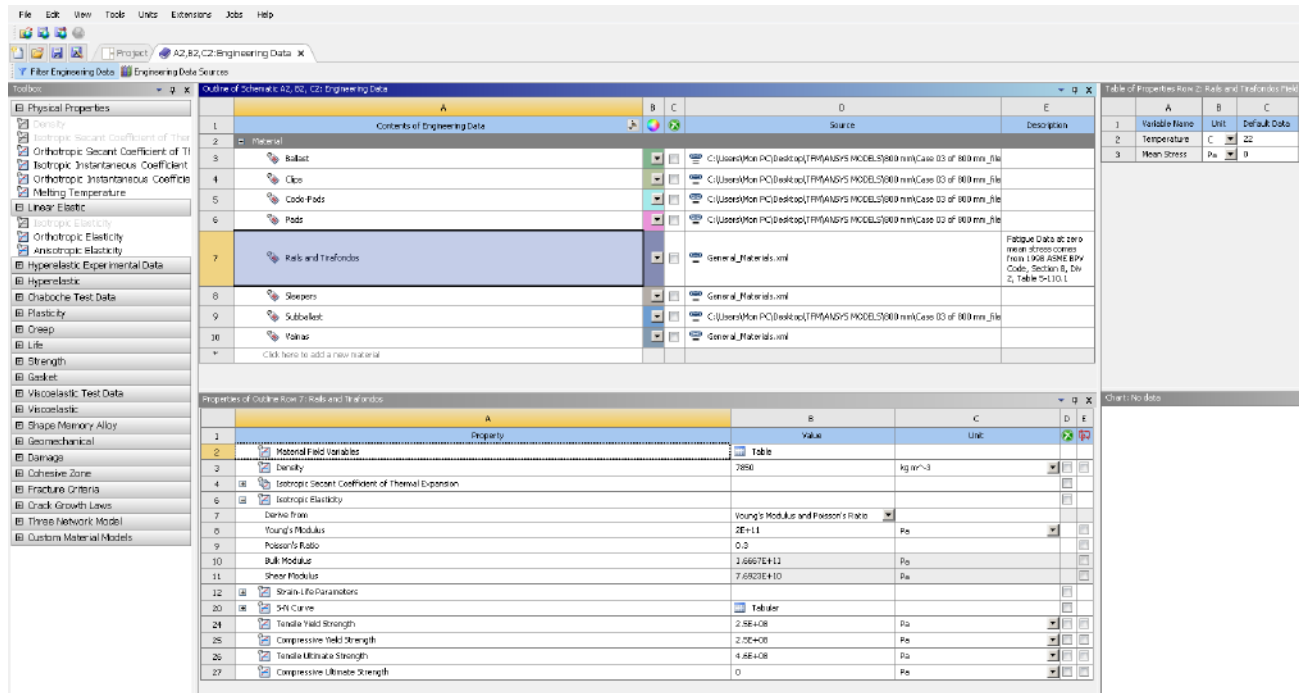 File Edit View Tools Units Extensions Jobs Help
Project A2,B2,C2:Engineering Data
Filter Engineering Data Engineering Data Sources
Toolbox
Physical Properties
Density
Isotropic Secant Coefficient of Ther
Orthotropic Secant Coefficient of Tl
Isotropic Instantaneous Coefficient
Orthotropic Instantaneous Coefficie
Melting Temperature
Linear Elastic
Isotropic Elasticity
Orthotropic Elasticity
Anisotropic Elasticity
Hyperelastic Experimental Data
Hyperelastic
Chaboche Test Data
Plasticity
Creep
Life
Strength
Gasket
Viscoelastic Test Data
Viscoelastic
Shape Memory Alloy
Geomechanical
Damage
Cohesive Zone
Fracture Criteria
Crack Growth Laws
Three Network Model
Custom Material Models
Outline of Schematic A2, B2, C2: Engineering Data
A B C D E
1 Contents of Engineering Data Source Description
2 Material
3 Ballast C:\Users\Mon PC\Desktop\TFM\ANSYS MODELS\800 mm\Case 03 of 800 mm_file
4 Clips C:\Users\Mon PC\Desktop\TFM\ANSYS MODELS\800 mm\Case 03 of 800 mm_file
5 Code-Pads C:\Users\Mon PC\Desktop\TFM\ANSYS MODELS\800 mm\Case 03 of 800 mm_file
6 Pads C:\Users\Mon PC\Desktop\TFM\ANSYS MODELS\800 mm\Case 03 of 800 mm_file
7 Rails and Tirafondos General_Materials.xml
Fatigue Data at zero
mean stress comes
from 1998 ASME BPV
Code, Section 8, Div
2, Table 5-110.1
8 Sleepers General_Materials.xml
9 Subballast C:\Users\Mon PC\Desktop\TFM\ANSYS MODELS\800 mm\Case 03 of 800 mm_file
10 Vainas General_Materials.xml
* Click here to add a new material
Properties of Outline Row 7: Rails and Tirafondos
A B C D E
1 Property Value Unit
2 Material Field Variables Table
3 Density 7850 kg m^-3
4 Isotropic Secant Coefficient of Thermal Expansion
6 Isotropic Elasticity
7 Derive from Young's Modulus and Poisson's Ratio
8 Young's Modulus 2E+11 Pa
9 Poisson's Ratio 0.3
10 Bulk Modulus 1.6667E+11 Pa
11 Shear Modulus 7.6923E+10 Pa
12 Strain-Life Parameters
20 S-N Curve Tabular
24 Tensile Yield Strength 2.5E+08 Pa
25 Compressive Yield Strength 2.5E+08 Pa
26 Tensile Ultimate Strength 4.6E+08 Pa
27 Compressive Ultimate Strength 0 Pa
Table of Properties Row 2: Rails and Tirafondos Field
A B C
1 Variable Name Unit Default Data
2 Temperature C 22
3 Mean Stress Pa 0
Chart: No data